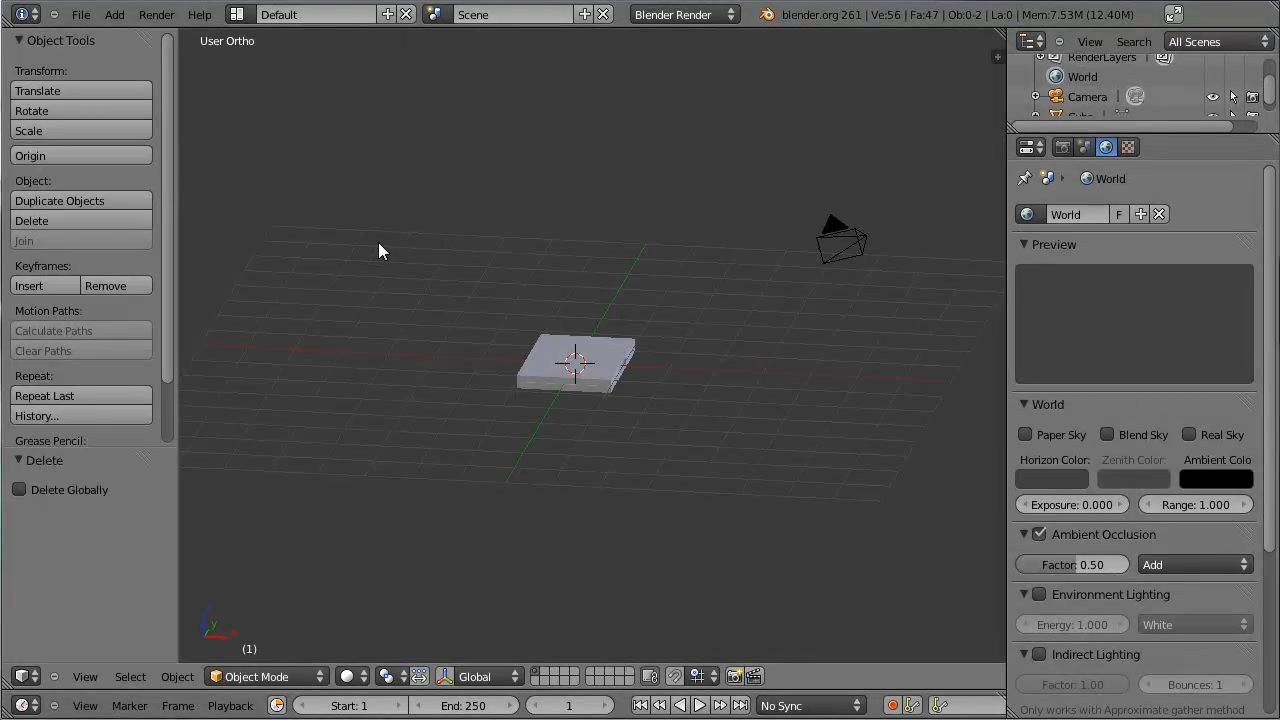 File Add Render Help Default Scene Blender Render blender.org 261 | Ve:56 | Fa:47 | Ob:0-2 | La:0 | Mem:7.53M (12.40M)
Object Tools
Transform:
Translate
Rotate
Scale
Origin
Object:
Duplicate Objects
Delete
Join
Keyframes:
Insert Remove
Motion Paths:
Calculate Paths
Clear Paths
Repeat:
Repeat Last
History...
Grease Pencil:
Delete
Delete Globally
User Ortho
y
x
(1)
View Select Object Object Mode Global
View Marker Frame Playback Start: 1 End: 250 1 No Sync
View Search All Scenes
RenderLayers
World
Camera
Cube
World
World F
Preview
World
Paper Sky Blend Sky Real Sky
Horizon Color: Zenith Color: Ambient Colo
Exposure: 0.000 Range: 1.000
Ambient Occlusion
Factor: 0.50 Add
Environment Lighting
Energy: 1.000 White
Indirect Lighting
Factor: 1.00 Bounces: 1
Only works with Approximate gather method